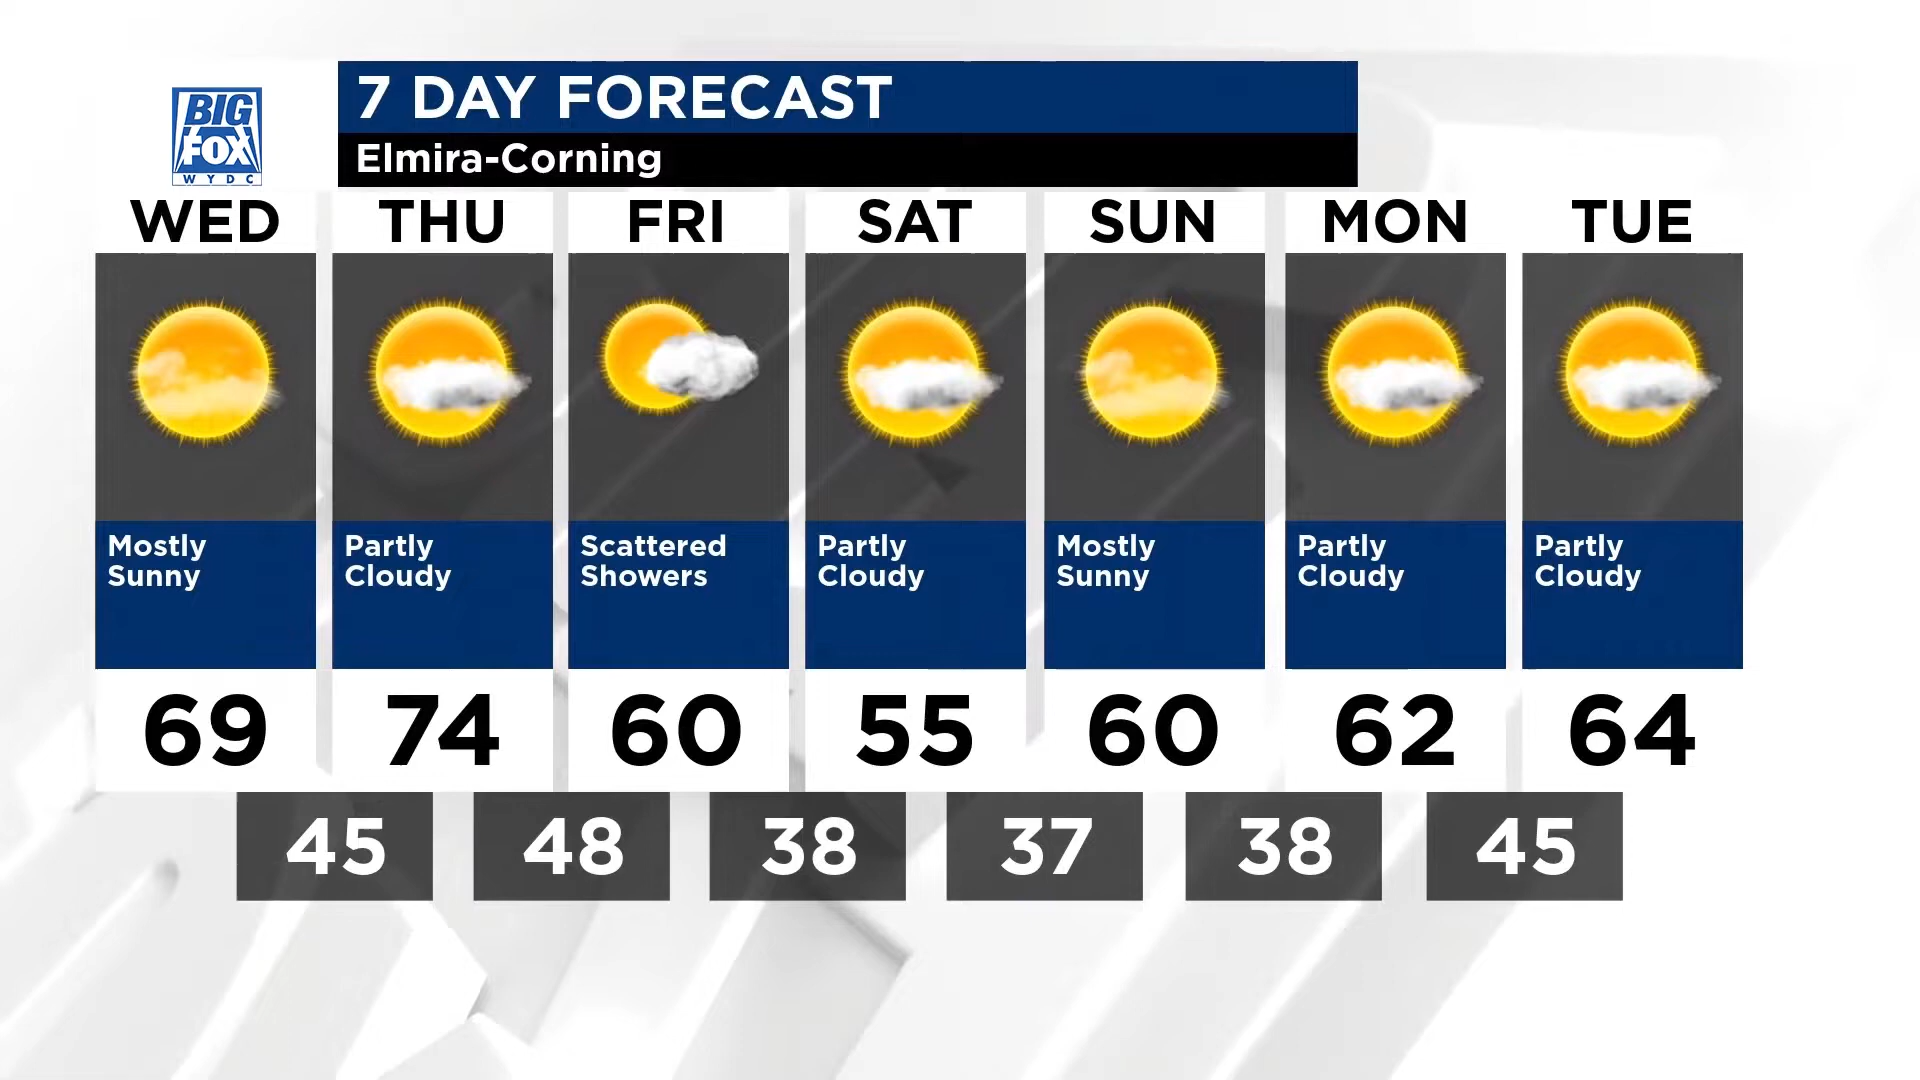 BIG
FOX
WYDC
7 DAY FORECAST
Elmira-Corning
WED THU FRI SAT SUN MON TUE
Mostly Partly Scattered Partly Mostly Partly Partly
Sunny Cloudy Showers Cloudy Sunny Cloudy Cloudy
69 74 60 55 60 62 64
45 48 38 37 38 45